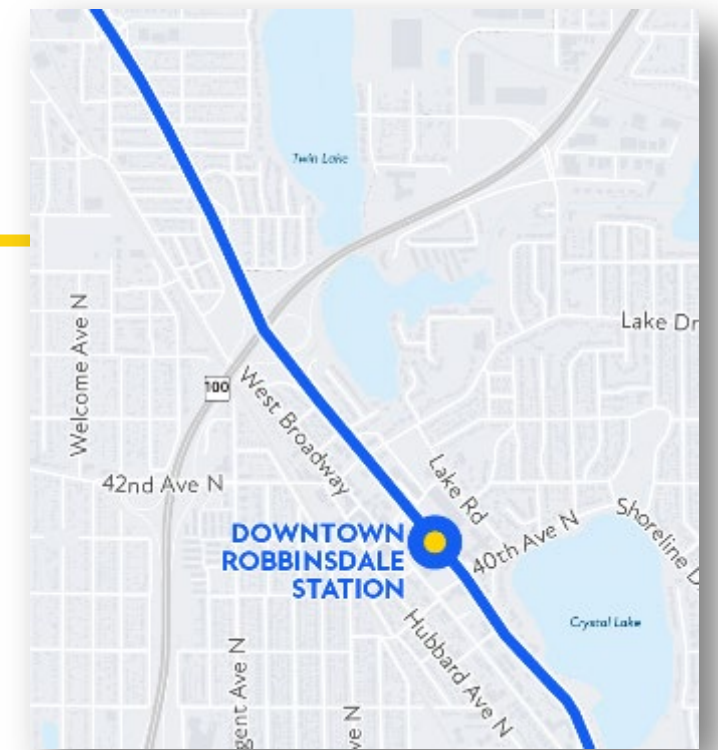 Twin Lake
Lake Dr
Welcome Ave N
100
West Broadway
42nd Ave N
Lake Rd
Shoreline D
DOWNTOWN
ROBBINSDALE
STATION
40th Ave N
Crystal Lake
Hubbard Ave N
gent Ave N
ve N